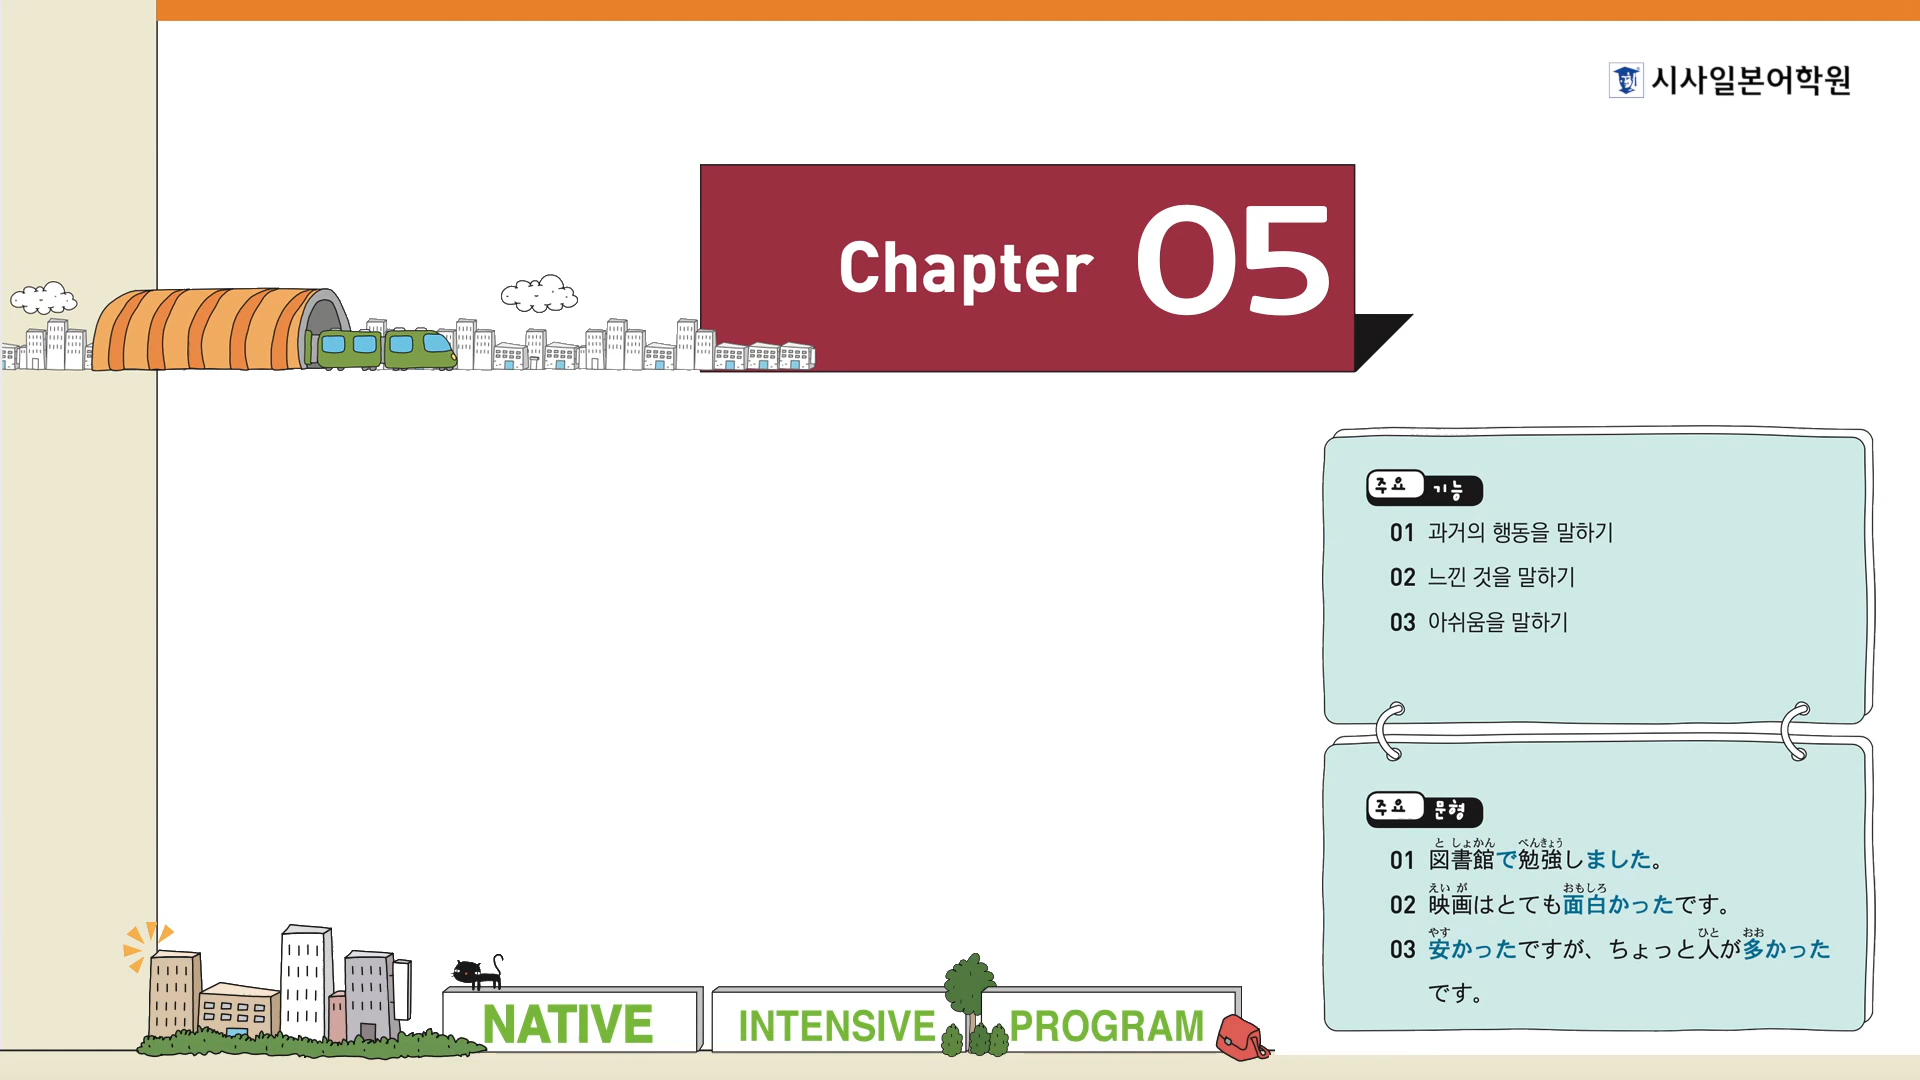 시사일본어학원
Chapter 05
주요 기능
01 과거의 행동을 말하기
02 느낀 것을 말하기
03 아쉬움을 말하기
주요 문형
と しょかん べんきょう
01 図書館で勉強しました。
えい が おもしろ
02 映画はとても面白かったです。
やす ひと おお
03 安かったですが、ちょっと人が多かった
です。
NATIVE INTENSIVE PROGRAM